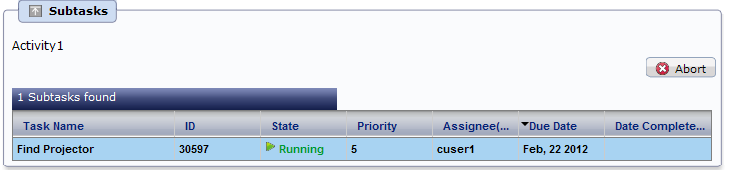 Subtasks
Activity1
Abort
1 Subtasks found
Task Name ID State Priority Assignee(... Due Date Date Complete...
Find Projector 30597 Running 5 cuser1 Feb, 22 2012